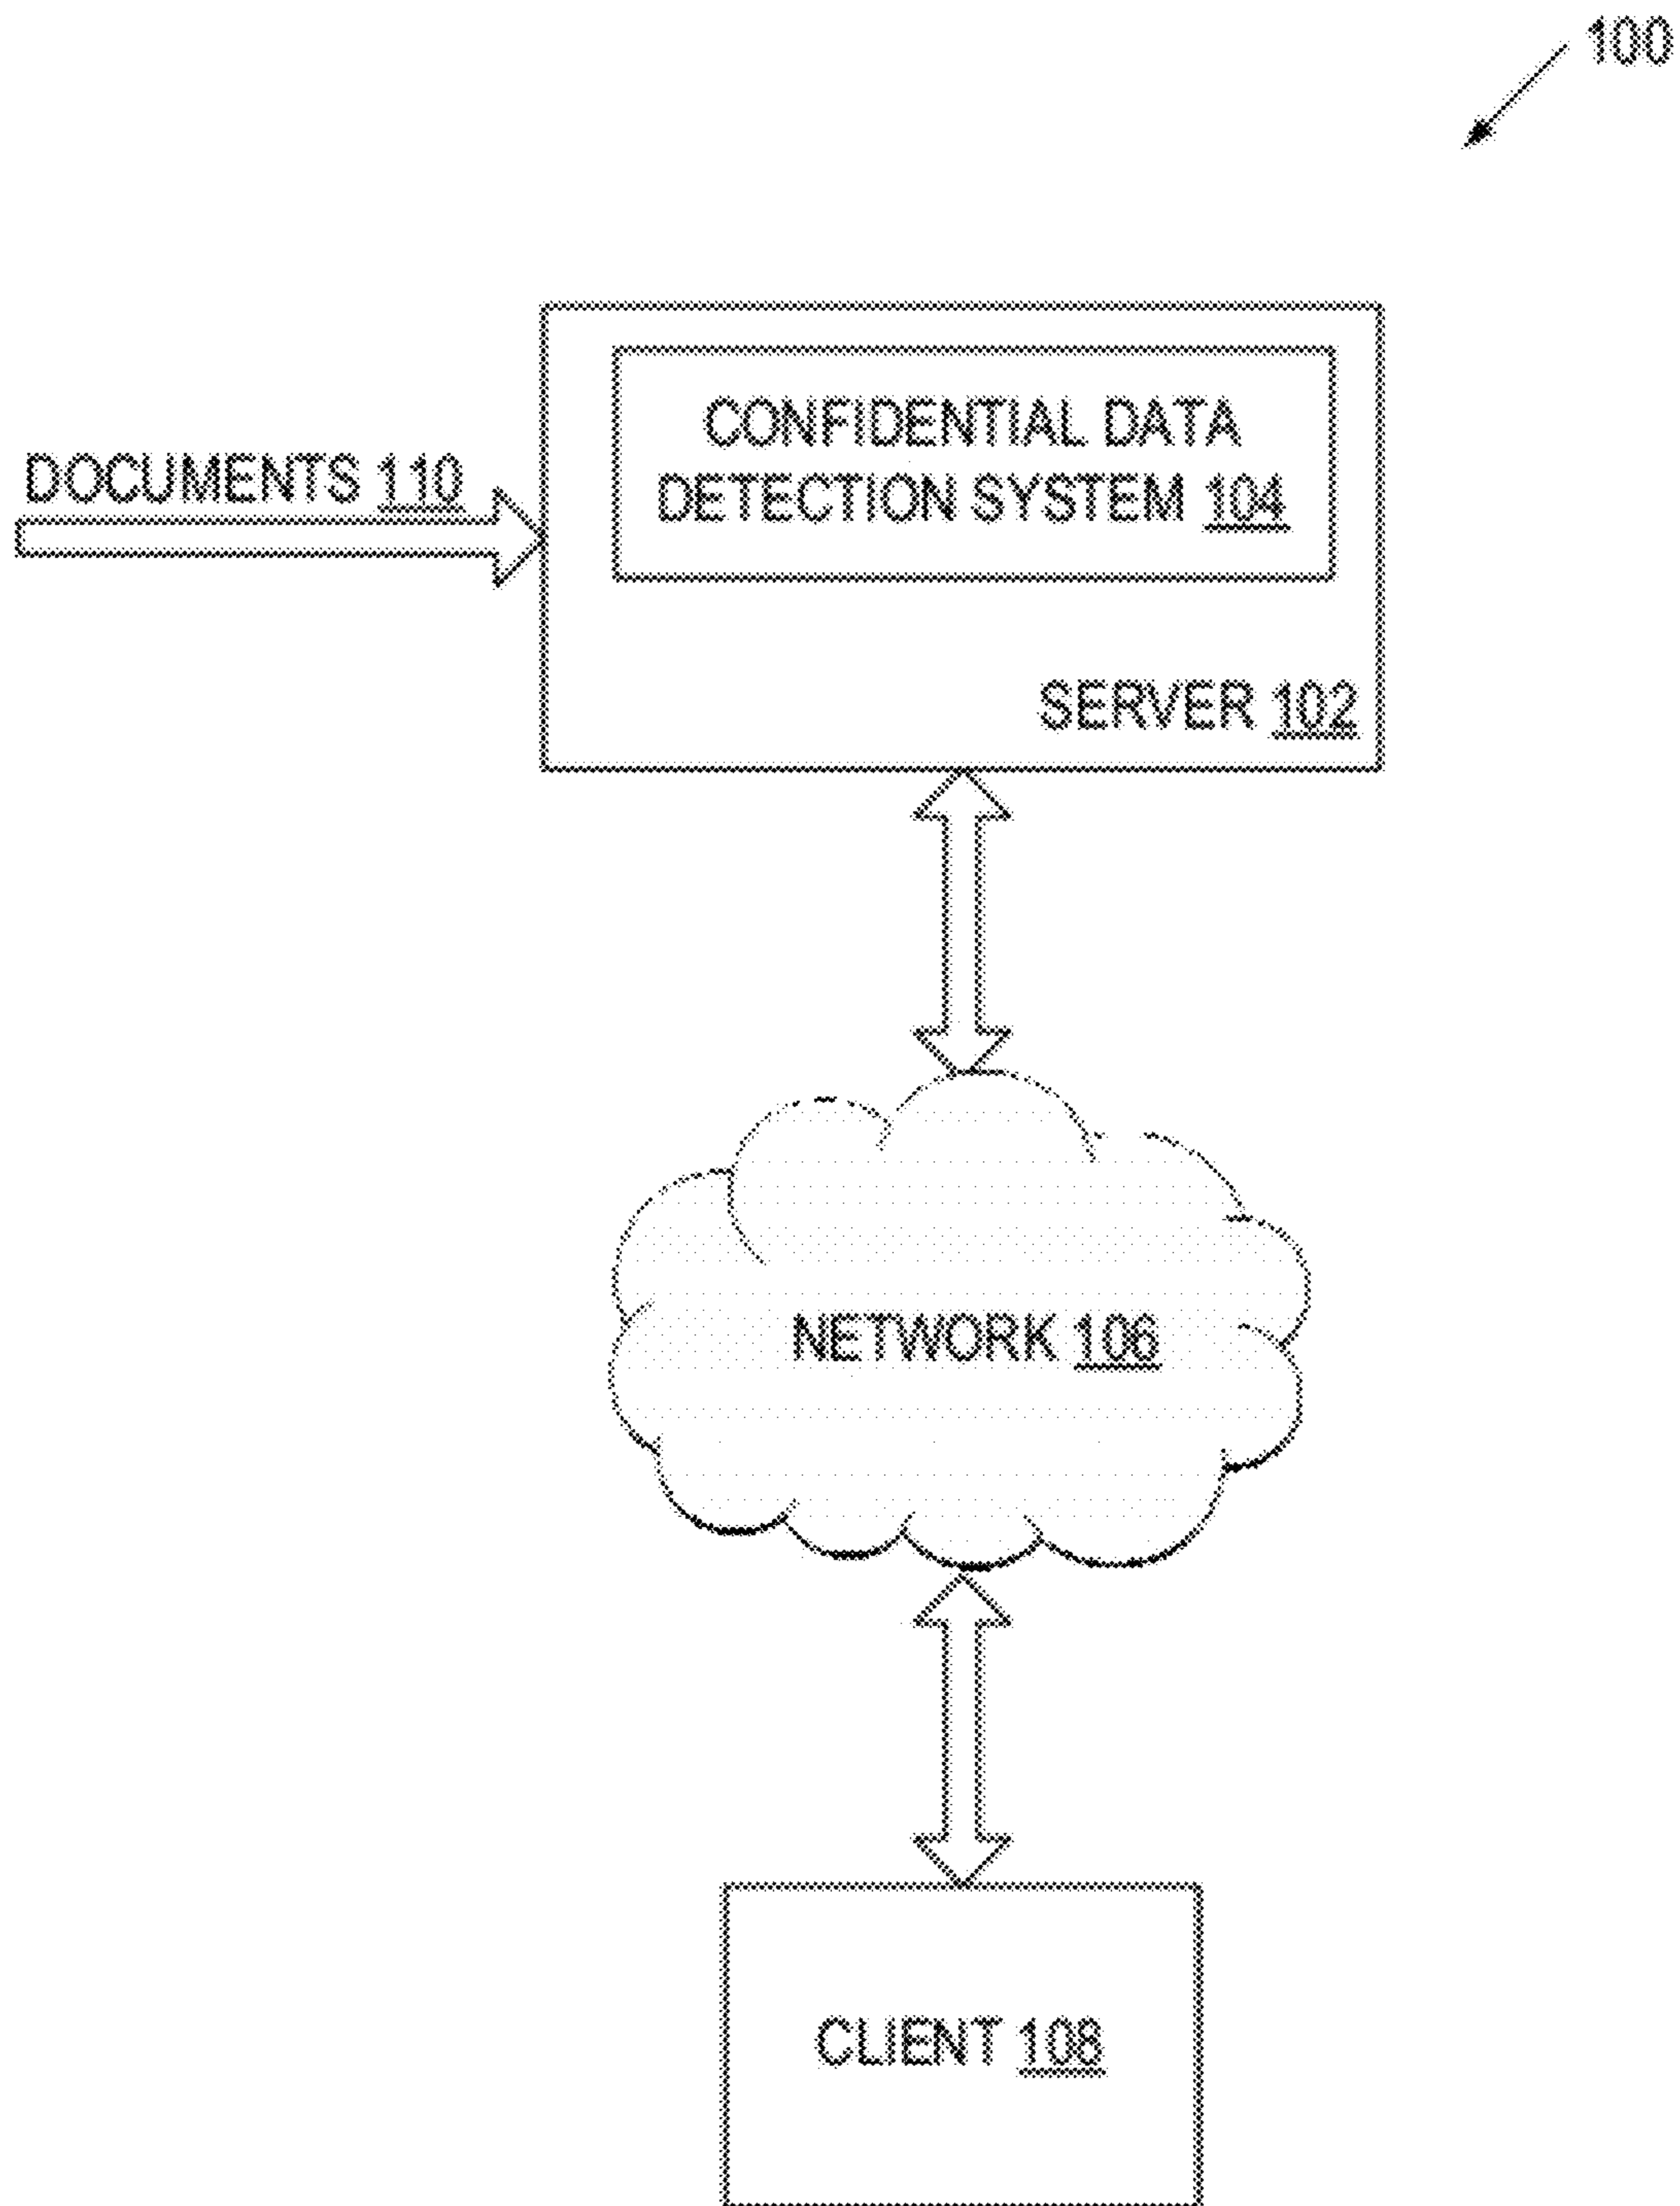 100
CONFIDENTIAL DATA
DETECTION SYSTEM 104
DOCUMENTS 110
SERVER 102
NETWORK 106
CLIENT 108